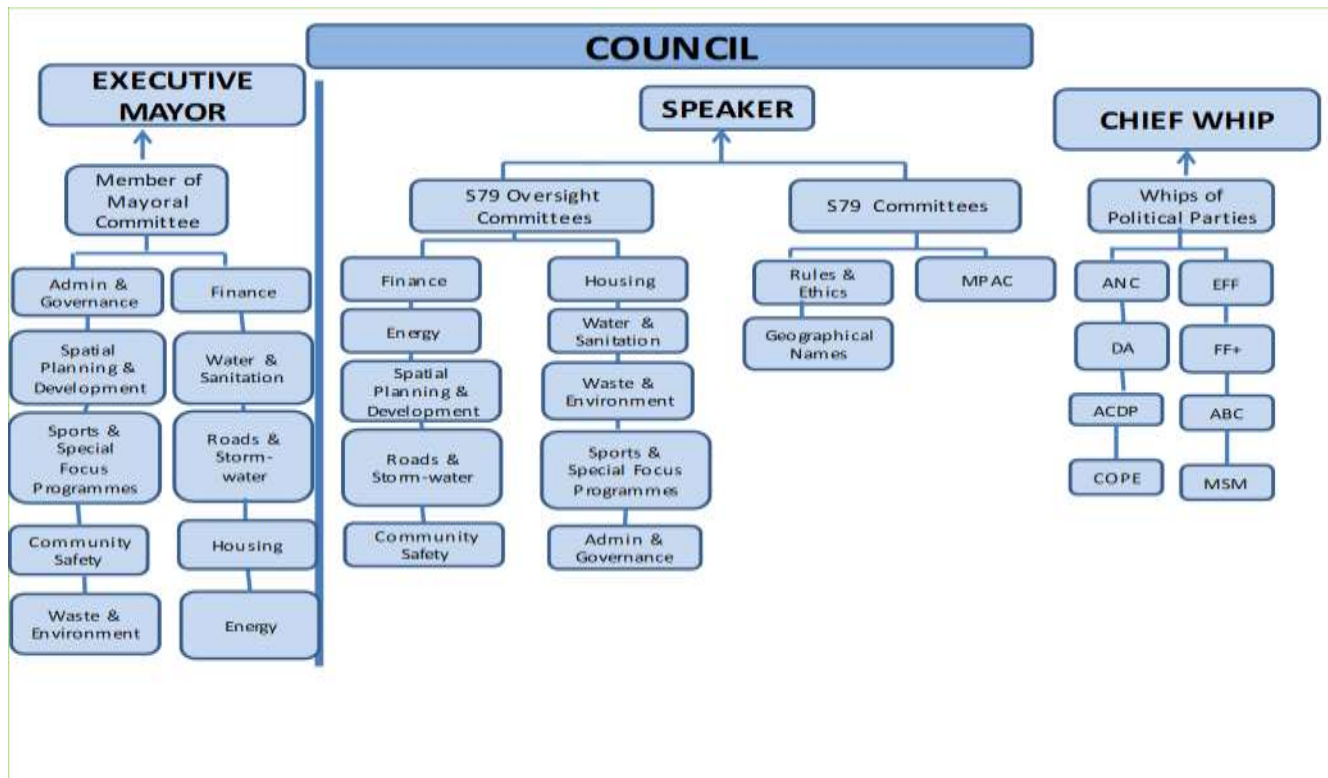 COUNCIL
EXECUTIVE
MAYOR
Member of
Mayoral
Committee
Admin &
Governance
Spatial
Planning &
Development
Sports &
Special
Focus
Programmes
Community
Safety
Waste &
Environment
Finance
Water &
Sanitation
Roads &
Storm-
water
Housing
Energy
SPEAKER
S79 Oversight
Committees
Finance
Energy
Spatial
Planning &
Development
Roads &
Storm-water
Community
Safety
Housing
Water &
Sanitation
Waste &
Environment
Sports &
Special Focus
Programmes
Admin &
Governance
S79 Committees
Rules &
Ethics
Geographical
Names
MPAC
CHIEF WHIP
Whips of
Political Parties
ANC
DA
ACDP
COPE
EFF
FF+
ABC
MSM